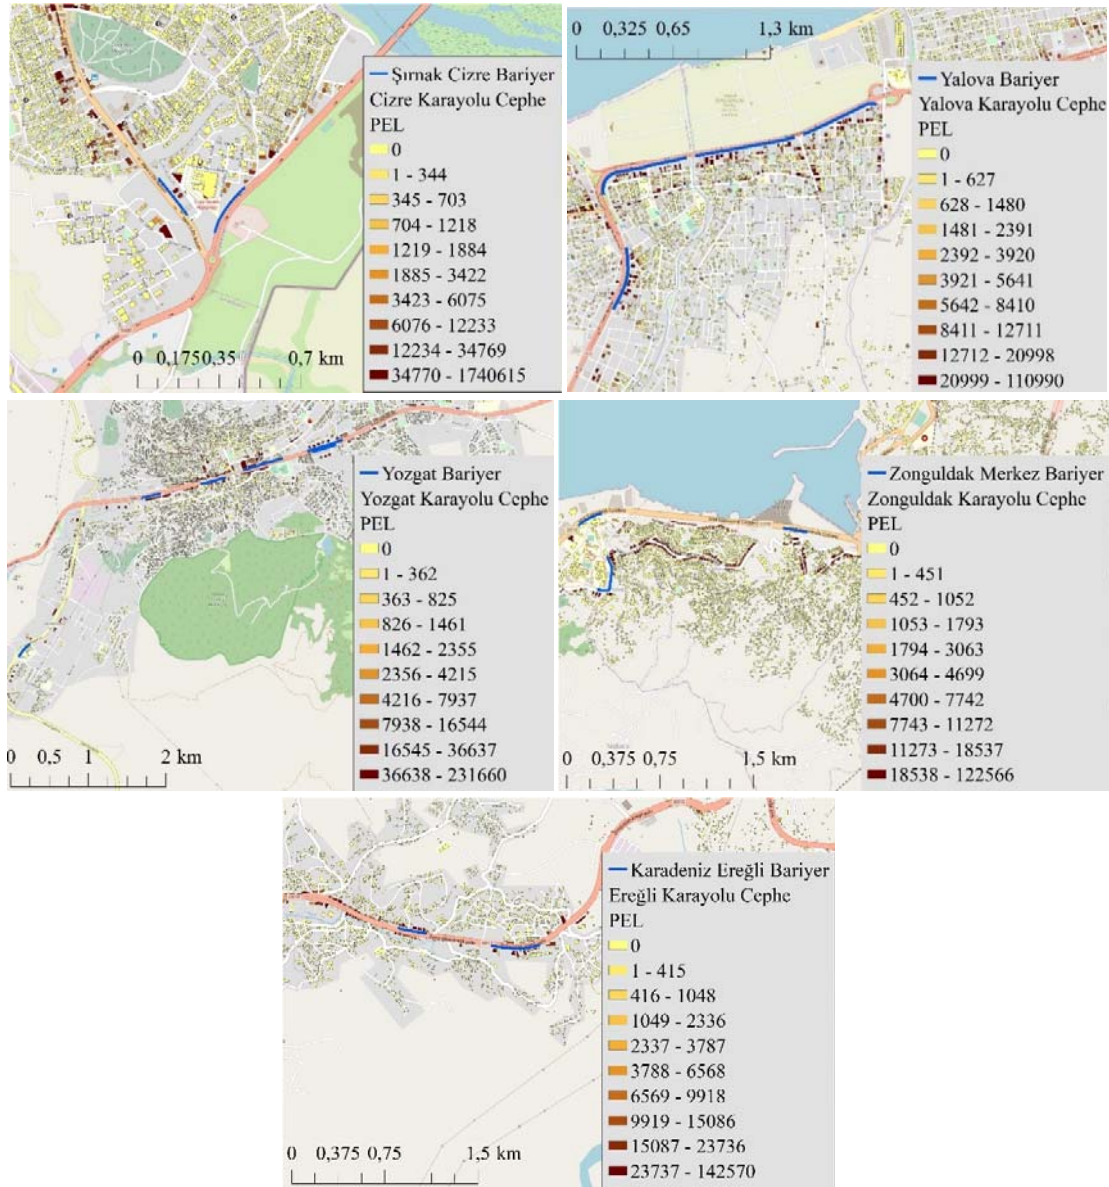 Şırnak Cizre Bariyer
Cizre Karayolu Cephe
PEL
0
1 - 344
345 - 703
704 - 1218
1219 - 1884
1885 - 3422
3423 - 6075
6076 - 12233
12234 - 34769
34770 - 1740615
0 0,175 0,35 0,7 km
0 0,325 0,65 1,3 km
Yalova Bariyer
Yalova Karayolu Cephe
PEL
0
1 - 627
628 - 1480
1481 - 2391
2392 - 3920
3921 - 5641
5642 - 8410
8411 - 12711
12712 - 20998
20999 - 110990
Yozgat Bariyer
Yozgat Karayolu Cephe
PEL
0
1 - 362
363 - 825
826 - 1461
1462 - 2355
2356 - 4215
4216 - 7937
7938 - 16544
16545 - 36637
36638 - 231660
0 0,5 1 2 km
Zonguldak Merkez Bariyer
Zonguldak Karayolu Cephe
PEL
0
1 - 451
452 - 1052
1053 - 1793
1794 - 3063
3064 - 4699
4700 - 7742
7743 - 11272
11273 - 18537
18538 - 122566
0 0,375 0,75 1,5 km
Karadeniz Ereğli Bariyer
Ereğli Karayolu Cephe
PEL
0
1 - 415
416 - 1048
1049 - 2336
2337 - 3787
3788 - 6568
6569 - 9918
9919 - 15086
15087 - 23736
23737 - 142570
0 0,375 0,75 1,5 km